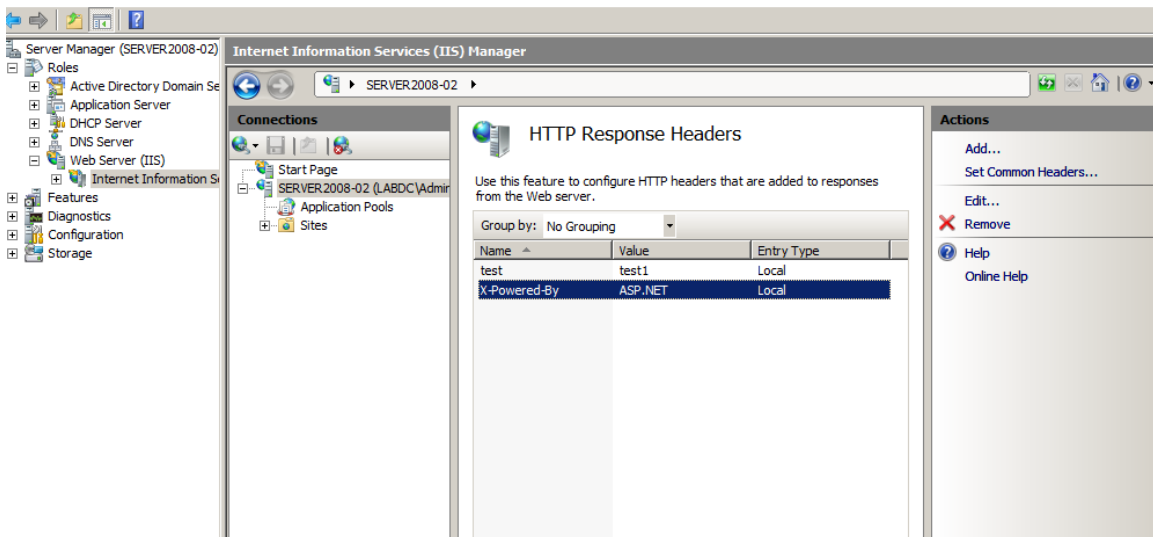 Server Manager (SERVER2008-02)
Roles
Active Directory Domain Se
Application Server
DHCP Server
DNS Server
Web Server (IIS)
Internet Information S
Features
Diagnostics
Configuration
Storage
Internet Information Services (IIS) Manager
SERVER2008-02
Connections
Start Page
SERVER2008-02 (LABDC\Admir
Application Pools
Sites
HTTP Response Headers
Use this feature to configure HTTP headers that are added to responses
from the Web server.
Group by: No Grouping
Name Value Entry Type
test test1 Local
X-Powered-By ASP.NET Local
Actions
Add...
Set Common Headers...
Edit...
Remove
Help
Online Help